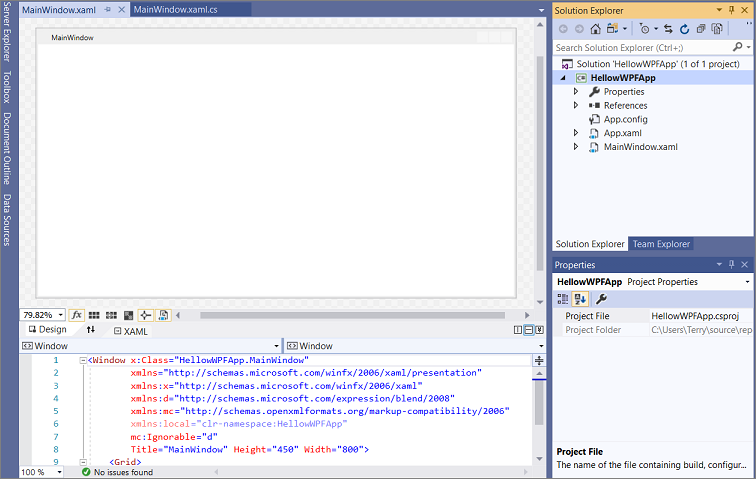 Server Explorer
Toolbox
Document Outline
Data Sources
MainWindow.xaml
MainWindow.xaml.cs
MainWindow
79.82%
fx
Design
XAML
Window
Window
1 <Window x:Class="HellowWPFApp.MainWindow"
2 xmlns="http://schemas.microsoft.com/winfx/2006/xaml/presentation"
3 xmlns:x="http://schemas.microsoft.com/winfx/2006/xaml"
4 xmlns:d="http://schemas.microsoft.com/expression/blend/2008"
5 xmlns:mc="http://schemas.openxmlformats.org/markup-compatibility/2006"
6 xmlns:local="clr-namespace:HellowWPFApp"
7 mc:Ignorable="d"
8 Title="MainWindow" Height="450" Width="800">
9 <Grid>
100 % No issues found
Solution Explorer
Search Solution Explorer (Ctrl+;)
Solution 'HellowWPFApp' (1 of 1 project)
C# HellowWPFApp
Properties
References
App.config
App.xaml
MainWindow.xaml
Solution Explorer Team Explorer
Properties
HellowWPFApp Project Properties
Project File HellowWPFApp.csproj
Project Folder C:\Users\Terry\source\rep
Project File
The name of the file containing build, configur...